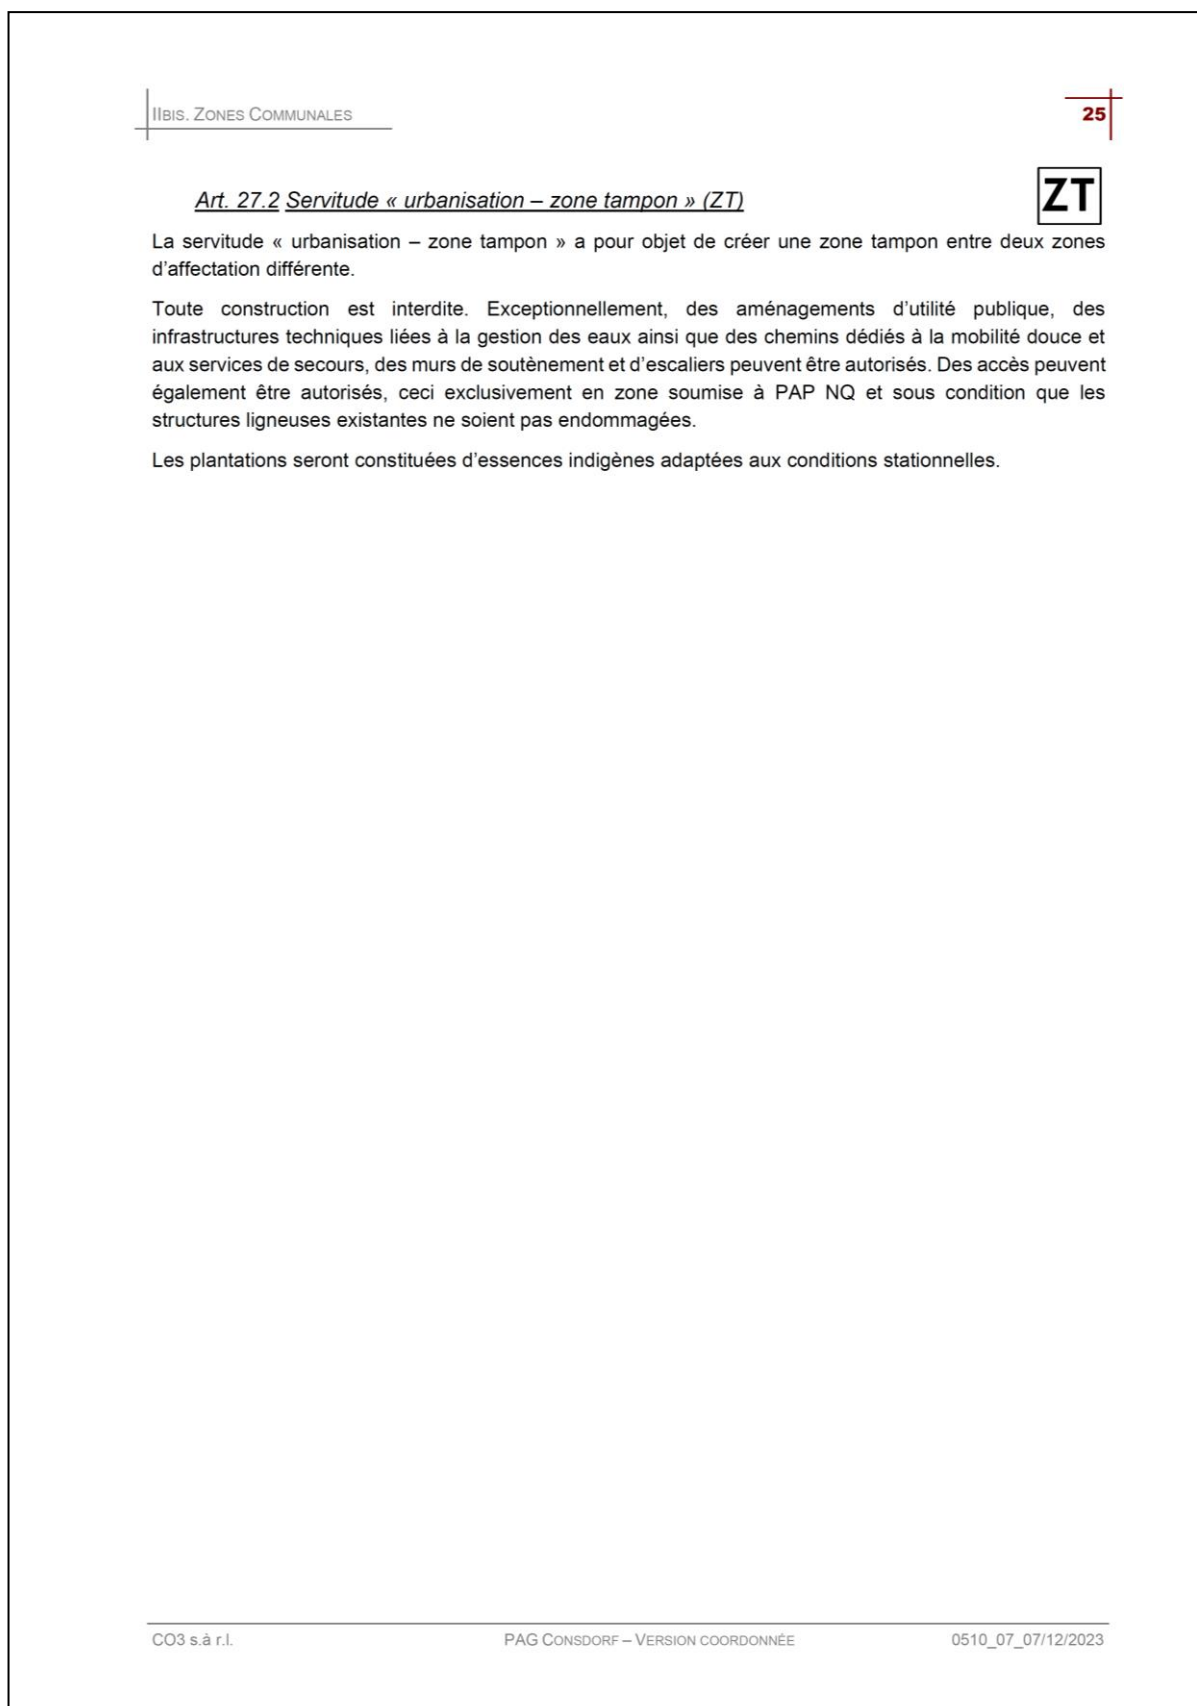 IIBIS. ZONES COMMUNALES
25
Art. 27.2 Servitude « urbanisation – zone tampon » (ZT)
ZT
La servitude « urbanisation – zone tampon » a pour objet de créer une zone tampon entre deux zones
d’affectation différente.
Toute construction est interdite. Exceptionnellement, des aménagements d’utilité publique, des
infrastructures techniques liées à la gestion des eaux ainsi que des chemins dédiés à la mobilité douce et
aux services de secours, des murs de soutènement et d’escaliers peuvent être autorisés. Des accès peuvent
également être autorisés, ceci exclusivement en zone soumise à PAP NQ et sous condition que les
structures ligneuses existantes ne soient pas endommagées.
Les plantations seront constituées d’essences indigènes adaptées aux conditions stationnelles.
CO3 s.à r.l.
PAG CONSDORF – VERSION COORDONNÉE
0510_07_07/12/2023